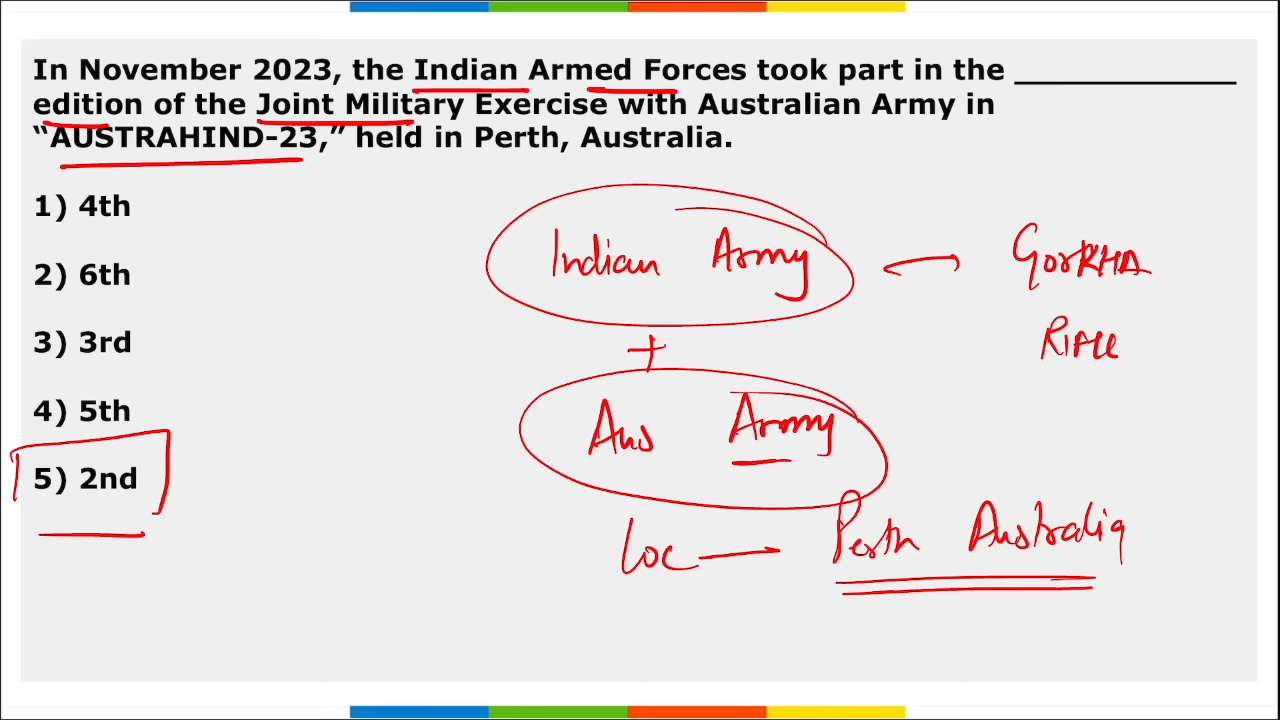 In November 2023, the Indian Armed Forces took part in the ______________
edition of the Joint Military Exercise with Australian Army in
“AUSTRAHIND-23,” held in Perth, Australia.
1) 4th
2) 6th
3) 3rd
4) 5th
5) 2nd
Indian Army
GORKHA
RIFLE
+
Aus Army
Loc
Perth Australia